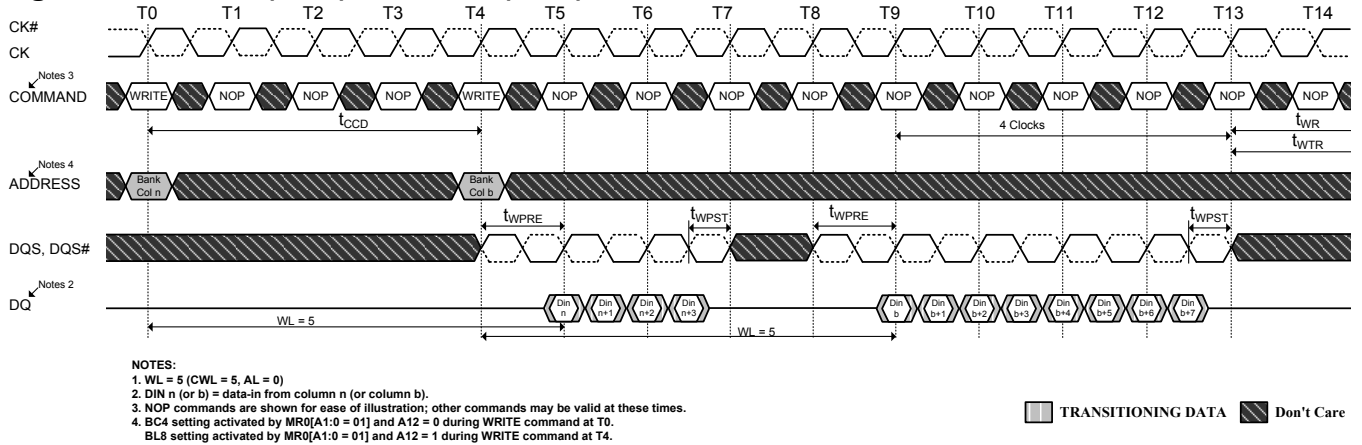 T0 T1 T2 T3 T4 T5 T6 T7 T8 T9 T10 T11 T12 T13 T14
CK#
CK
Notes 3
COMMAND WRITE NOP NOP NOP WRITE NOP NOP NOP NOP NOP NOP NOP NOP NOP NOP
tCCD 4 Clocks tWR
tWTR
Notes 4
ADDRESS
Bank Bank
Col n Col b
tWPRE tWPST tWPRE tWPST
DQS, DQS#
Notes 2
DQ
Din Din Din Din Din Din Din Din Din Din Din Din
n n+1 n+2 n+3 b b+1 b+2 b+3 b+4 b+5 b+6 b+7
WL = 5 WL = 5
NOTES:
1. WL = 5 (CWL = 5, AL = 0)
2. DIN n (or b) = data-in from column n (or column b).
3. NOP commands are shown for ease of illustration; other commands may be valid at these times.
4. BC4 setting activated by MR0[A1:0 = 01] and A12 = 0 during WRITE command at T0.
BL8 setting activated by MR0[A1:0 = 01] and A12 = 1 during WRITE command at T4.
TRANSITIONING DATA Don't Care